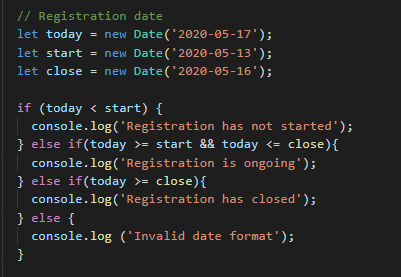 // Registration date
let today = new Date('2020-05-17');
let start = new Date('2020-05-13');
let close = new Date('2020-05-16');

if (today < start) {
  console.log('Registration has not started');
} else if(today >= start && today <= close){
  console.log('Registration is ongoing');
} else if(today >= close){
  console.log('Registration has closed');
} else {
  console.log ('Invalid date format');
}